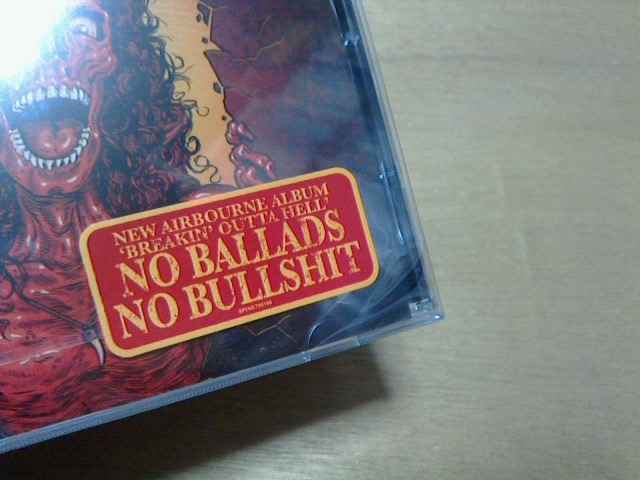 NEW AIRBOURNE ALBUM
'BREAKIN' OUTTA HELL'
NO BALLADS
NO BULLSHIT